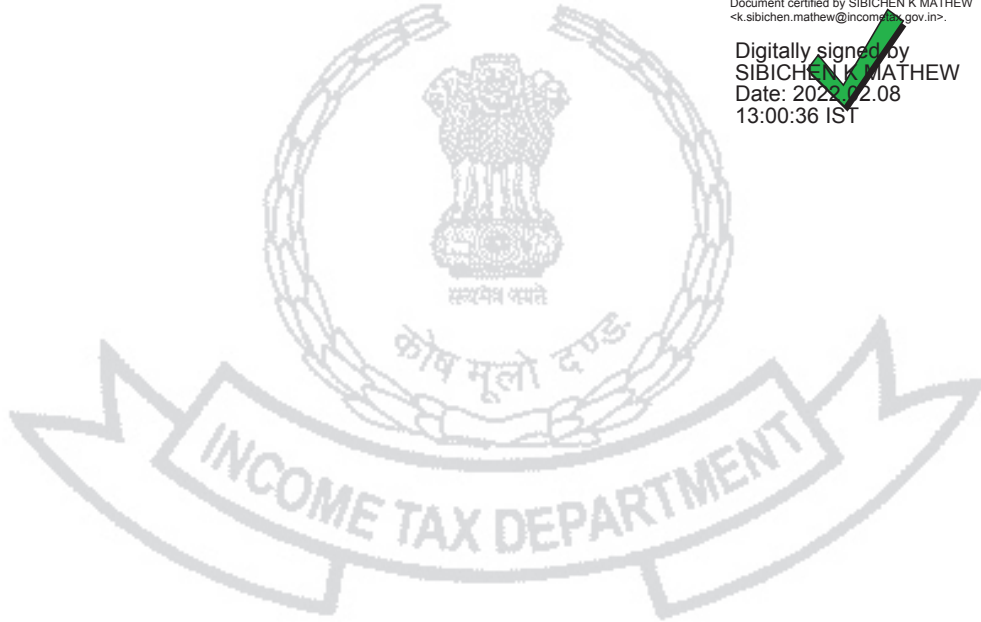 Document certified by SIBICHEN K MATHEW
<k.sibichen.mathew@incometax.gov.in>.
Digitally signed by
SIBICHEN K MATHEW
Date: 2022.02.08
13:00:36 IST
सत्यमेव जयते
कोष मूलो दण्ड
INCOME TAX DEPARTMENT